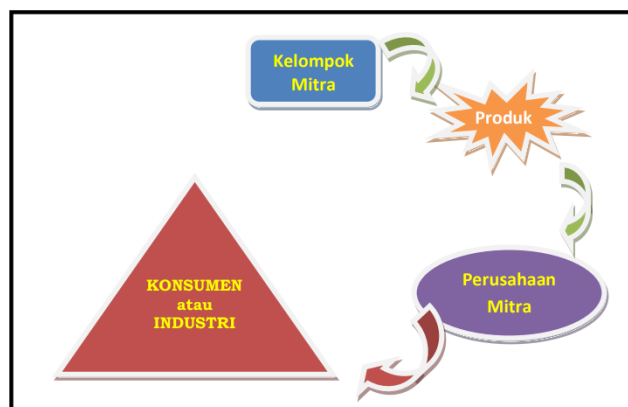 Kelompok
Mitra
Produk
Perusahaan
Mitra
KONSUMEN
atau
INDUSTRI